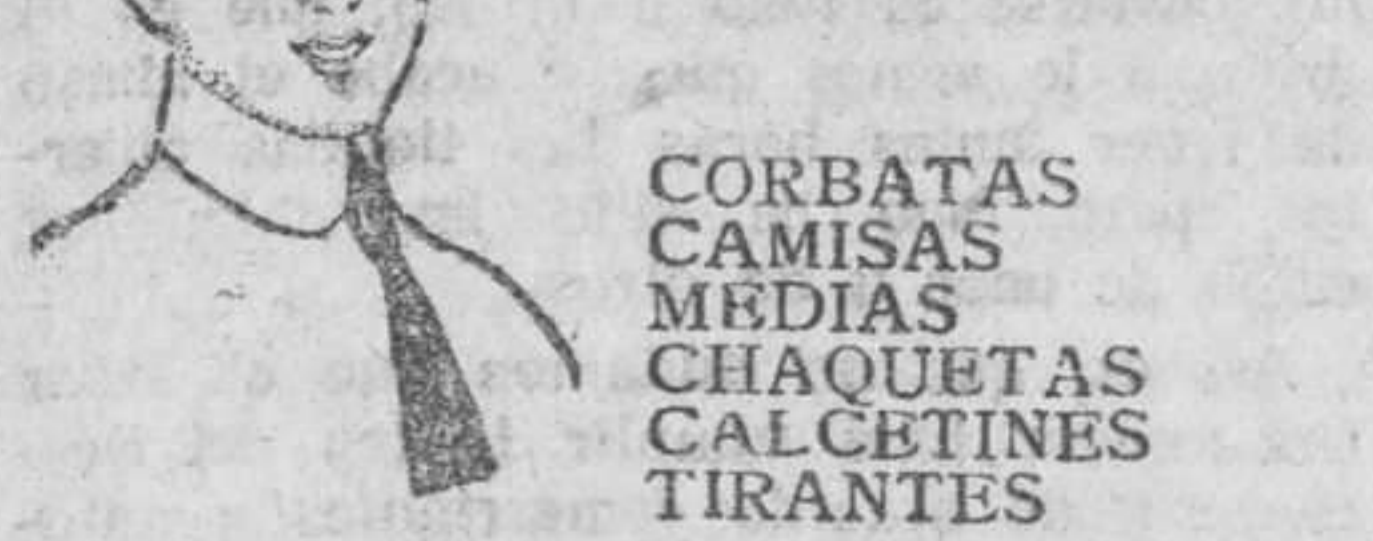 CORBATAS
CAMISAS
MEDIAS
CHAQUETAS
CALCETINES
TIRANTES